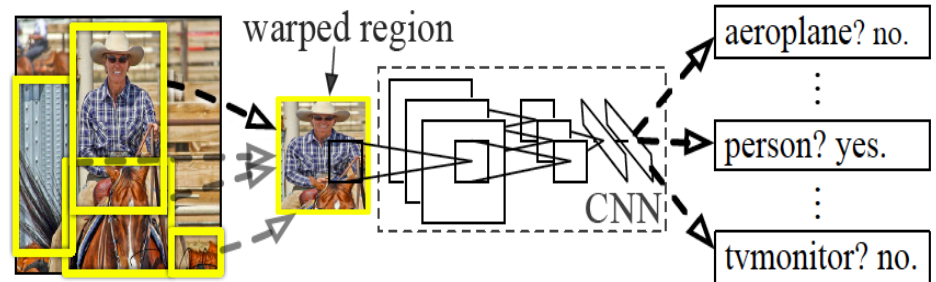 warped region
aeroplane? no.
person? yes.
CNN
tvmonitor? no.